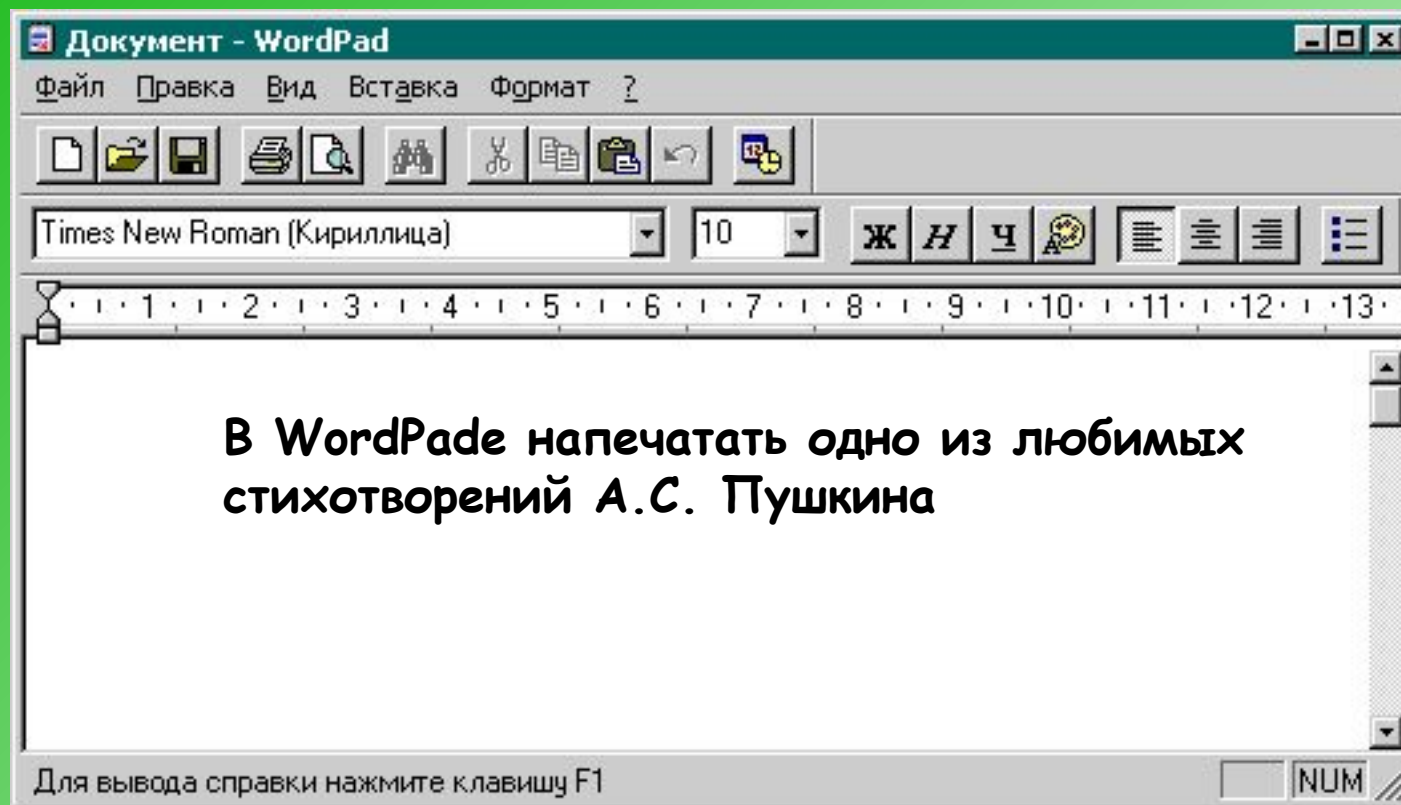 Документ - WordPad
Файл Правка Вид Вставка Формат ?
12
Times New Roman (Кириллица) 10 Ж Н Ч
1 2 3 4 5 6 7 8 9 10 11 12 13
В WordPade напечатать одно из любимых
стихотворений А.С. Пушкина
Для вывода справки нажмите клавишу F1 NUM